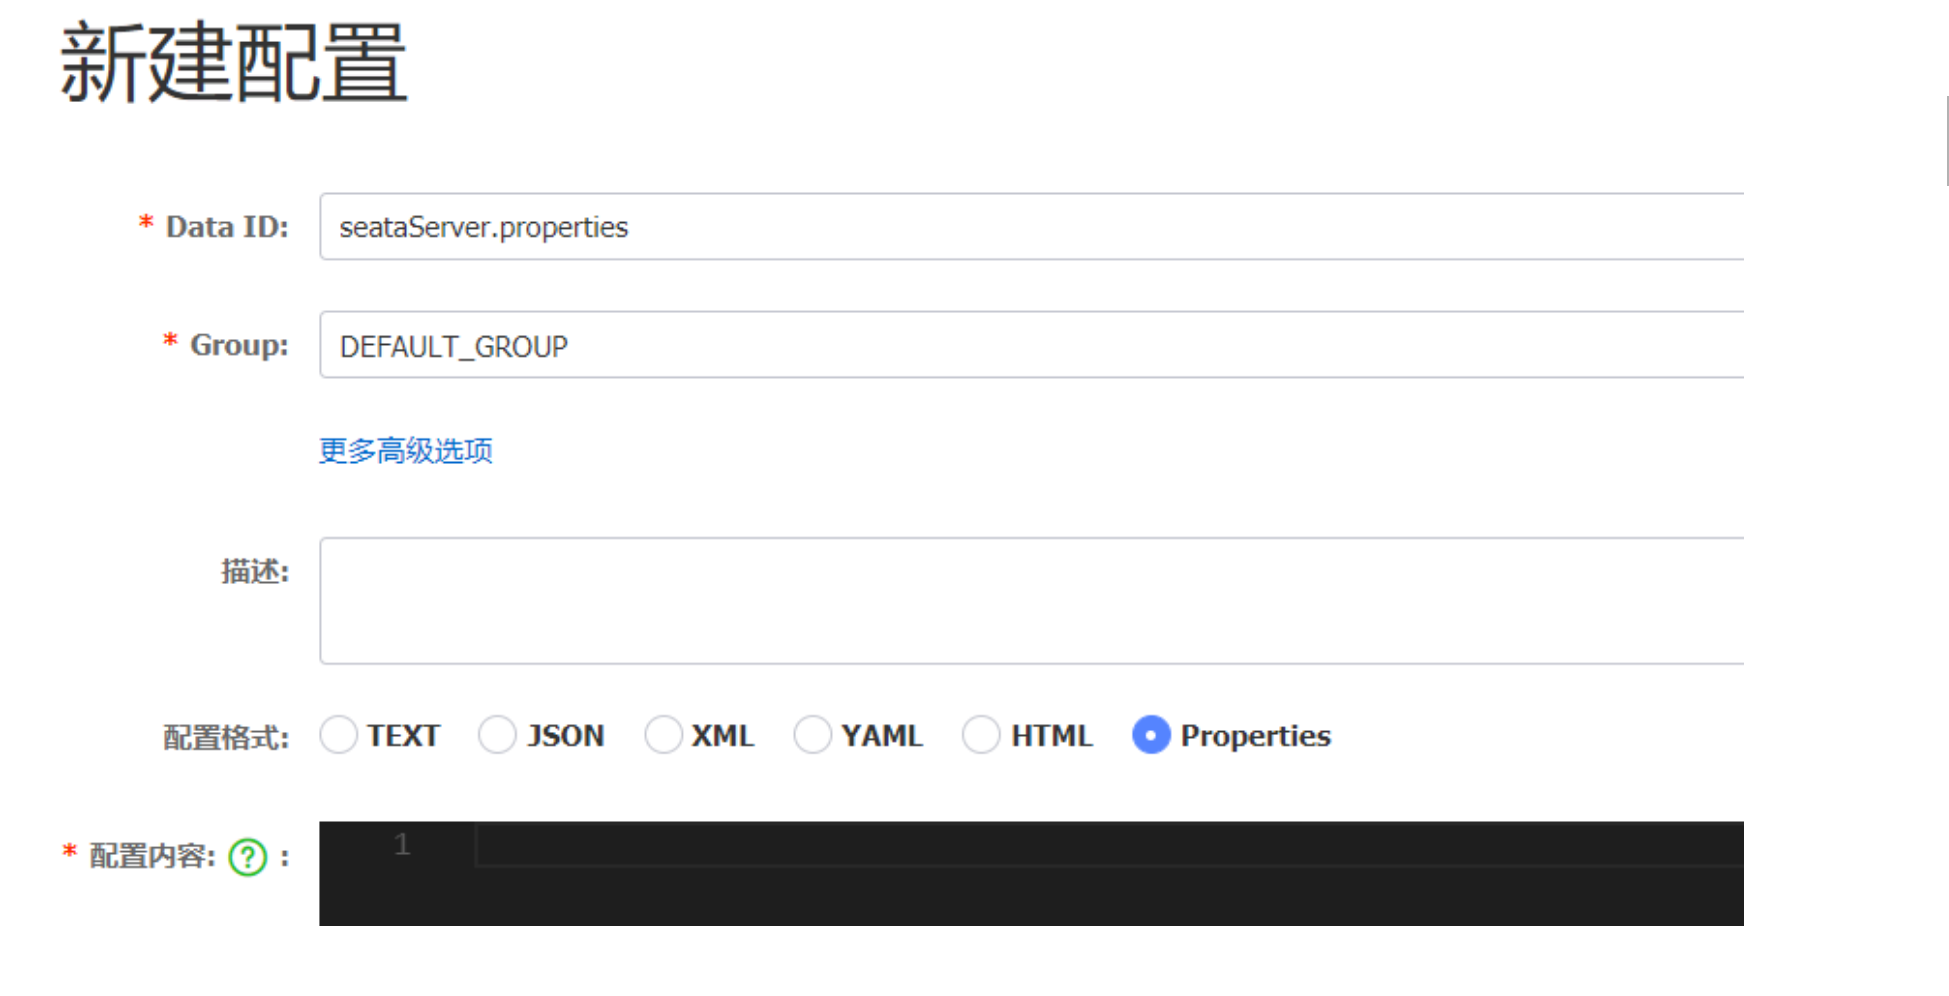 新建配置
* Data ID: seataServer.properties
* Group: DEFAULT_GROUP
更多高级选项
描述:
配置格式: TEXT JSON XML YAML HTML Properties
* 配置内容: ? :
1